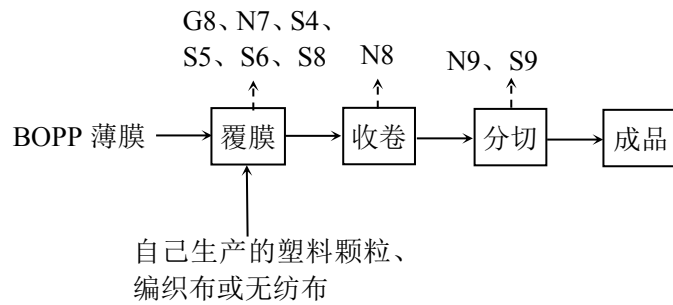 G8、N7、S4、
S5、S6、S8
N8
N9、S9
BOPP 薄膜
覆膜
收卷
分切
成品
自己生产的塑料颗粒、
编织布或无纺布